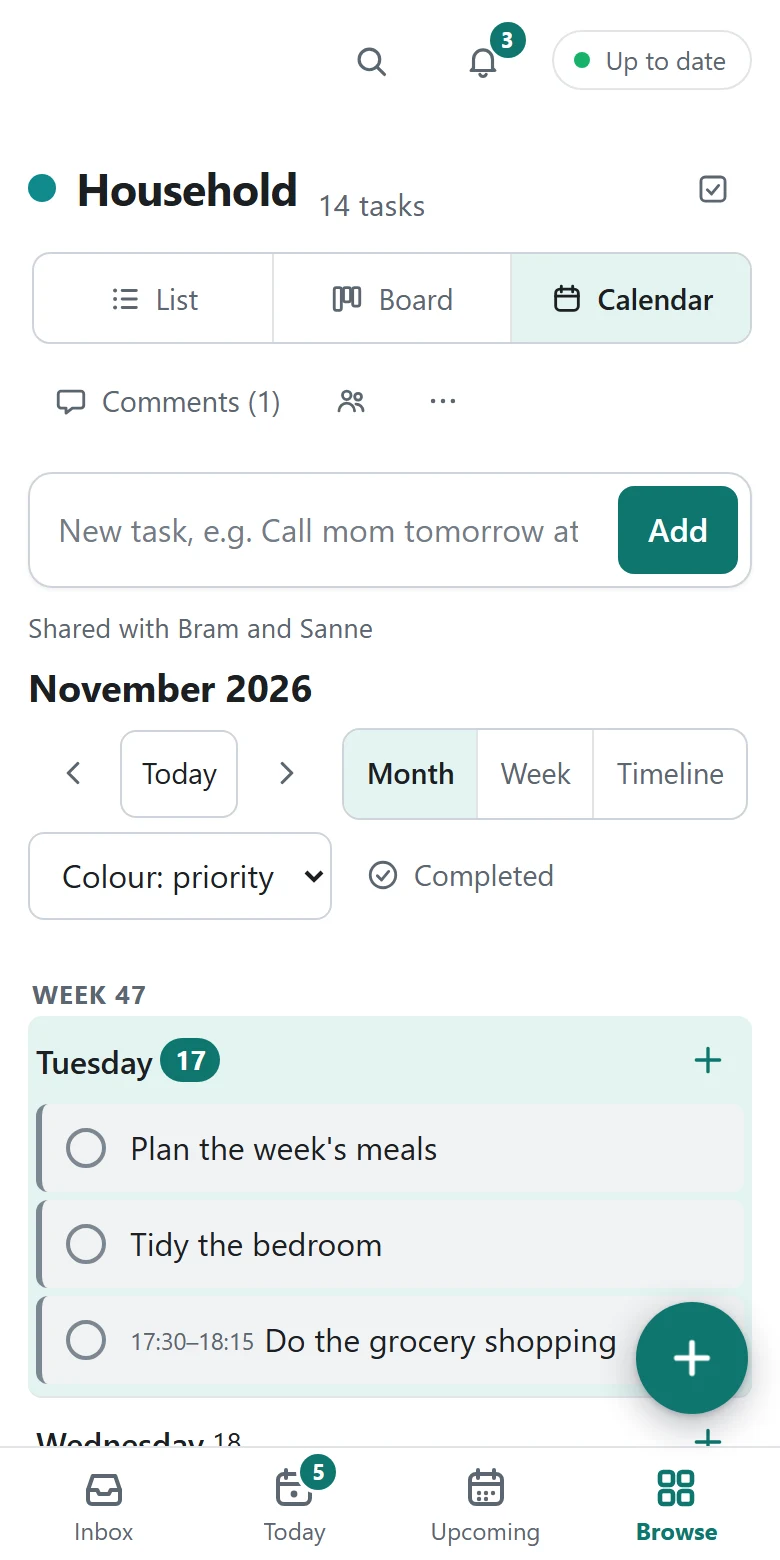 3
Up to date
Household 14 tasks
List Board Calendar
Comments (1)
New task, e.g. Call mom tomorrow at
Add
Shared with Bram and Sanne
November 2026
Today Month Week Timeline
Colour: priority Completed
WEEK 47
Tuesday 17
Plan the week's meals
Tidy the bedroom
17:30–18:15 Do the grocery shopping
Wednesday 18
5
Inbox Today Upcoming Browse